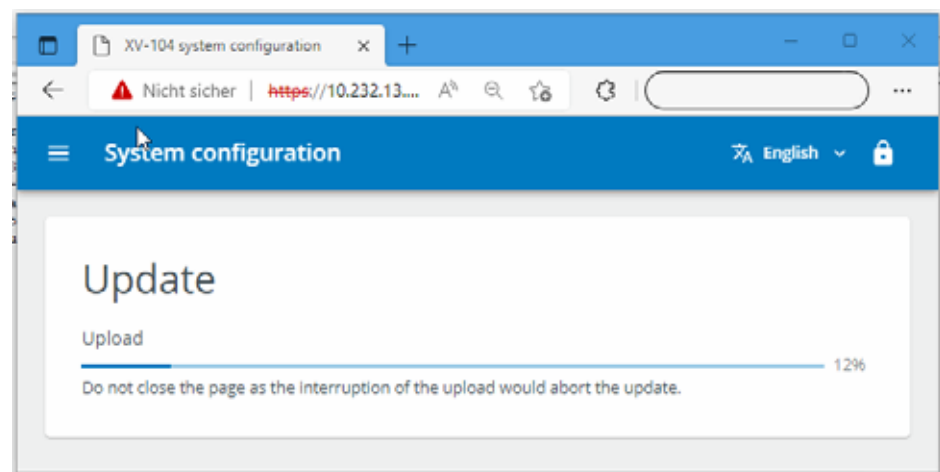 XV-104 system configuration
Nicht sicher | https://10.232.13....
System configuration
English
Update
Upload
12%
Do not close the page as the interruption of the upload would abort the update.